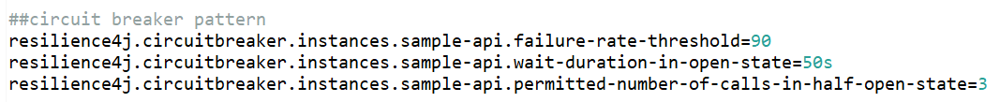 ##circuit breaker pattern
resilience4j.circuitbreaker.instances.sample-api.failure-rate-threshold=90
resilience4j.circuitbreaker.instances.sample-api.wait-duration-in-open-state=50s
resilience4j.circuitbreaker.instances.sample-api.permitted-number-of-calls-in-half-open-state=3